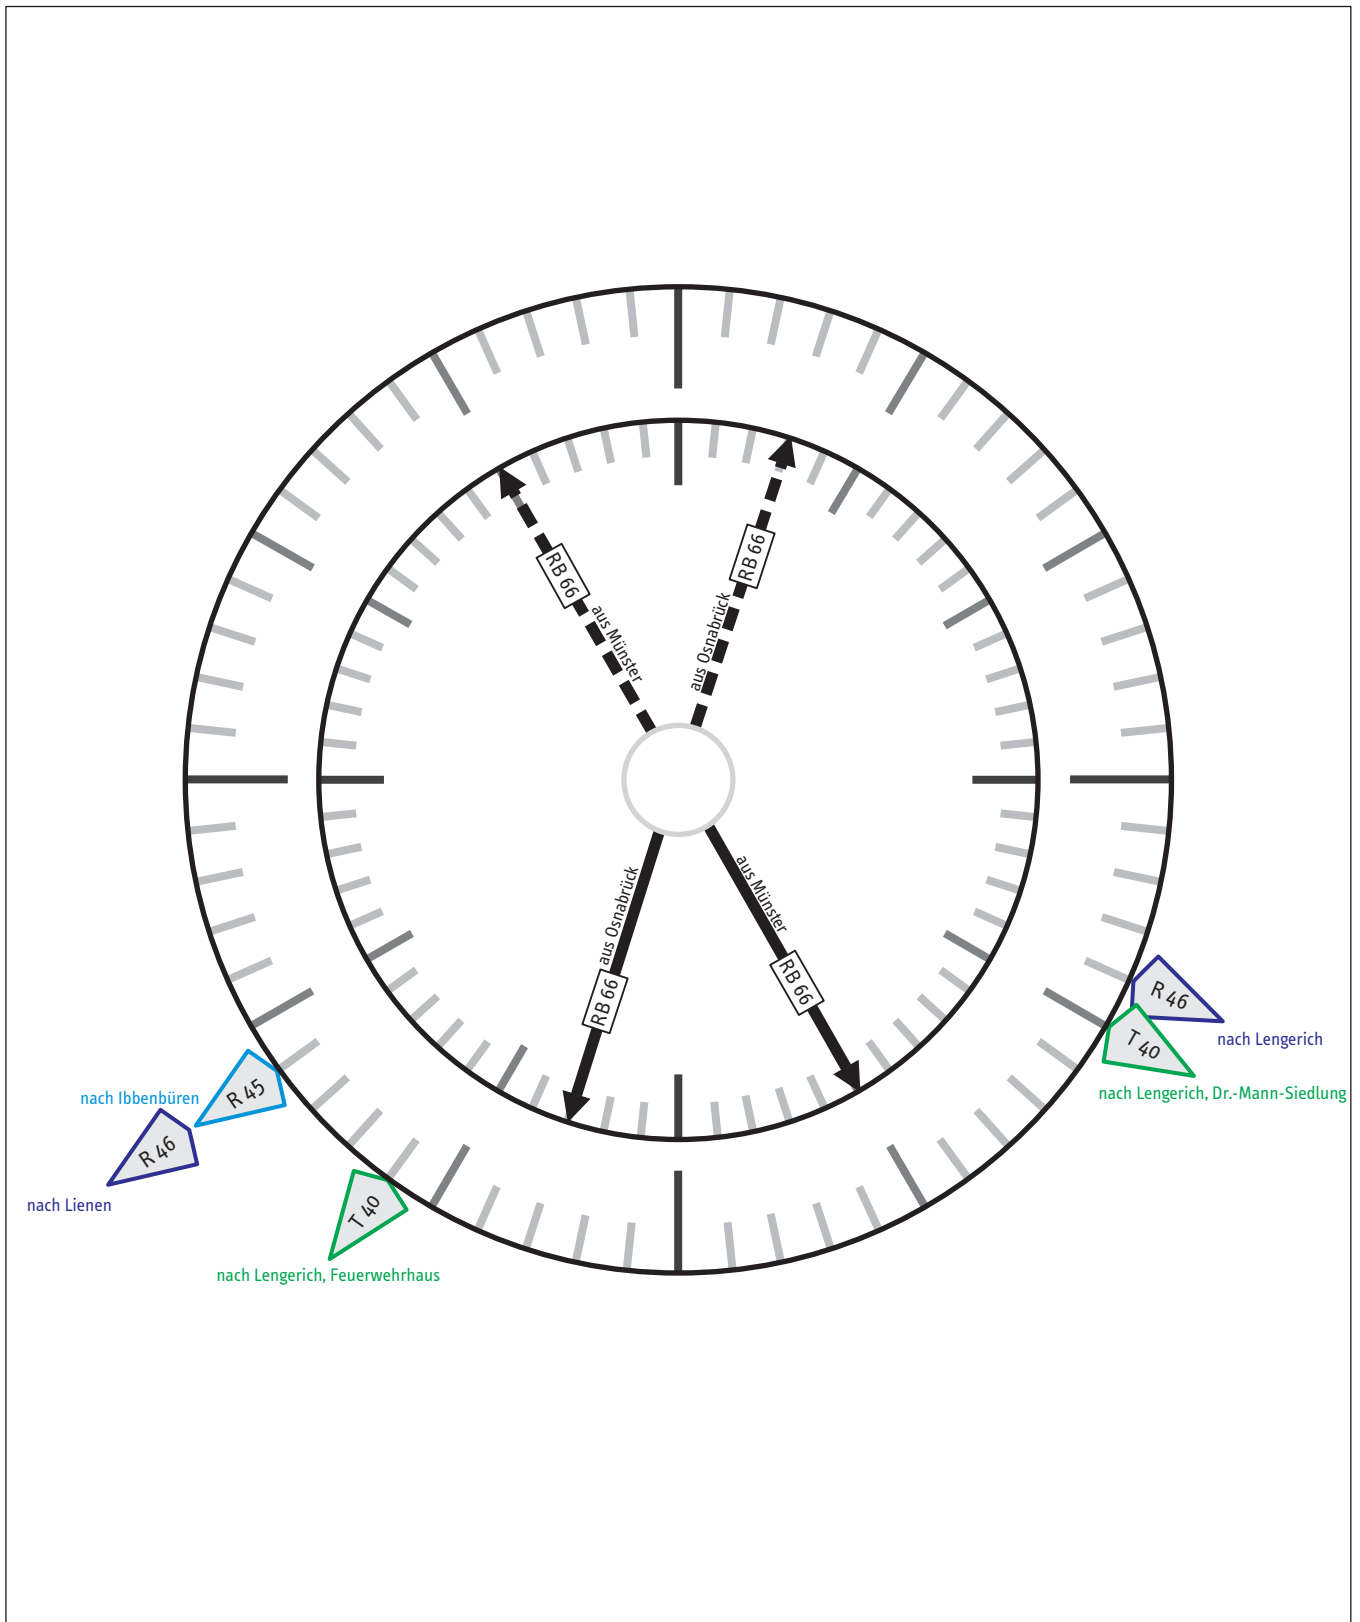 RB 66
aus Münster
RB 66
aus Osnabrück
aus Osnabrück
RB 66
aus Münster
RB 66
R 46
nach Lengerich
T 40
nach Lengerich, Dr.-Mann-Siedlung
nach Ibbenbüren
R 45
R 46
nach Lienen
T 40
nach Lengerich, Feuerwehrhaus